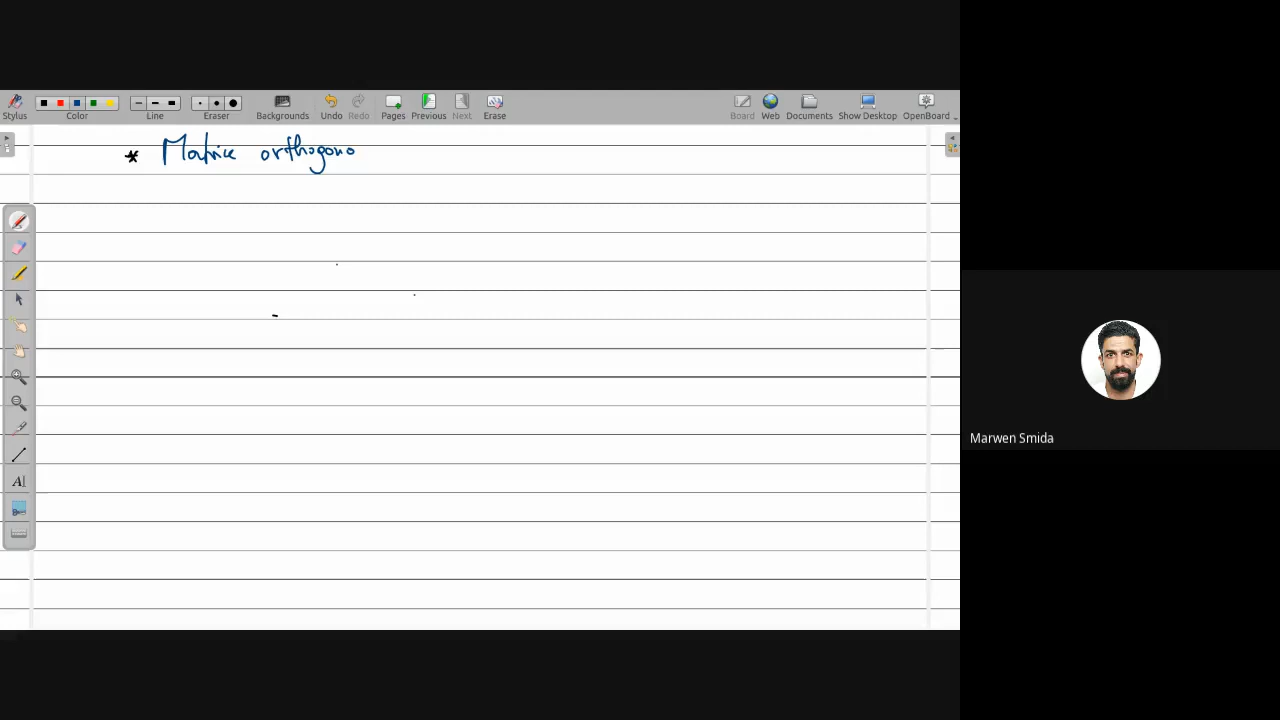 Stylus
Color
Line
Eraser
Backgrounds
Undo
Redo
Pages
Previous
Next
Erase
Board
Web
Documents
Show Desktop
OpenBoard
* Matrice orthogono
Marwen Smida